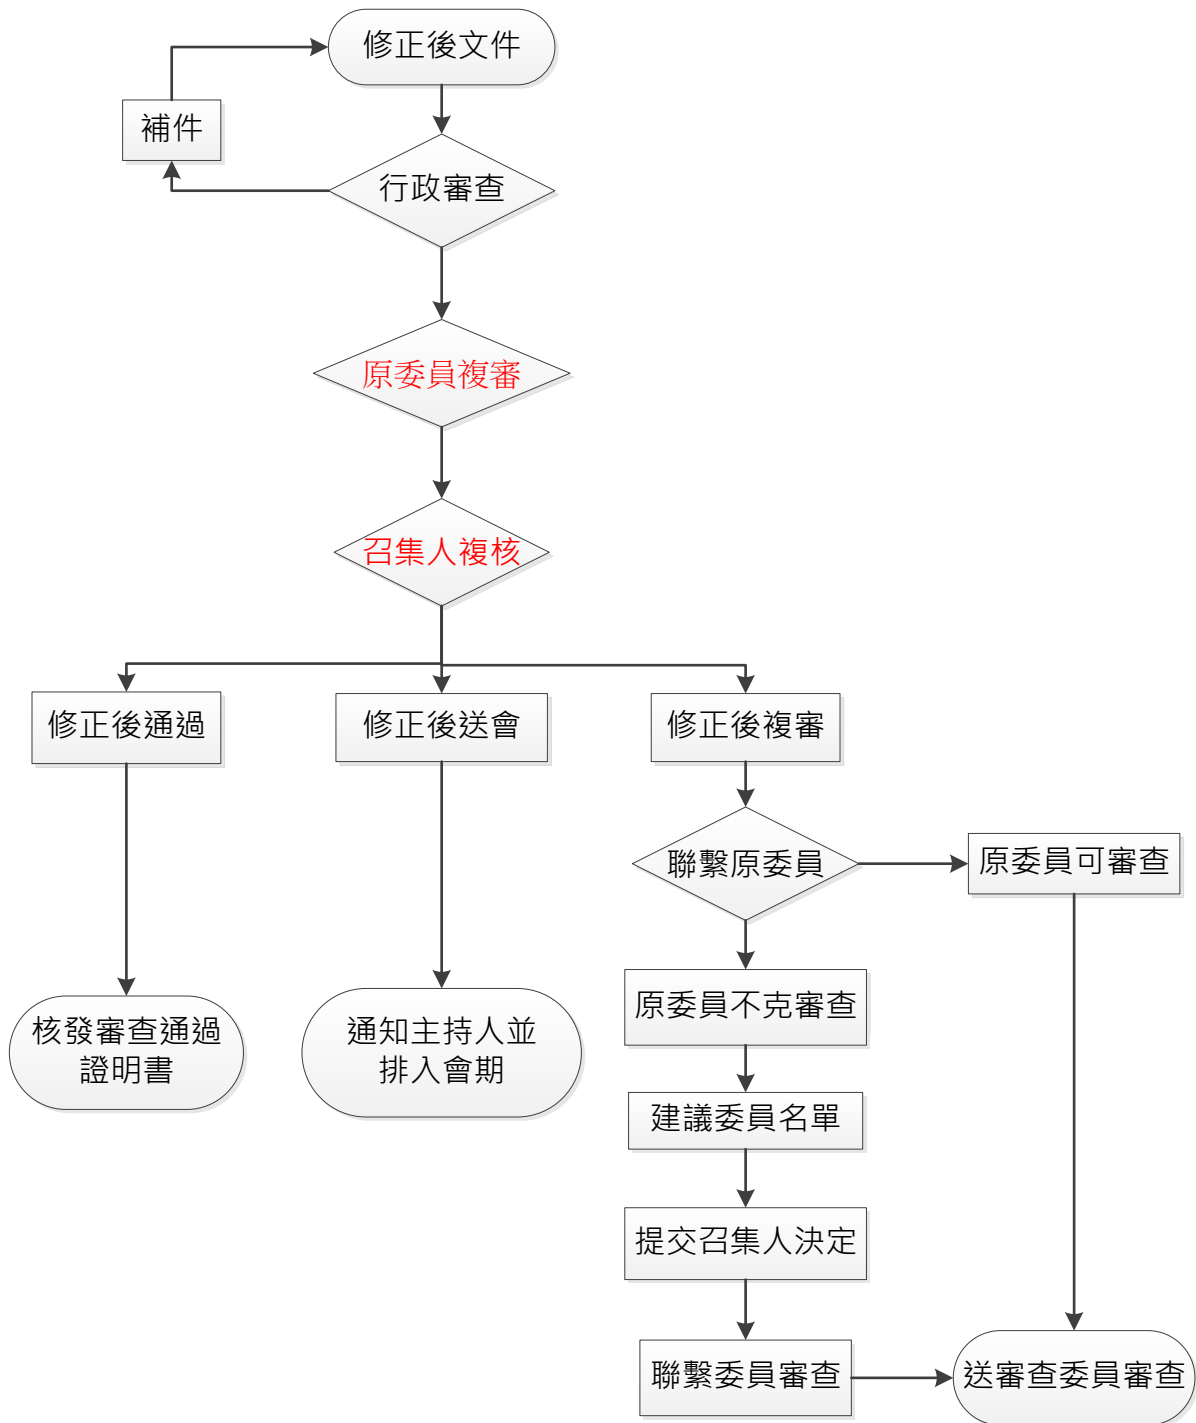 修正後文件
補件
行政審查
原委員複審
召集人複核
修正後通過
修正後送會
修正後複審
聯繫原委員
原委員可審查
原委員不克審查
核發審查通過
證明書
通知主持人並
排入會期
建議委員名單
提交召集人決定
聯繫委員審查
送審查委員審查